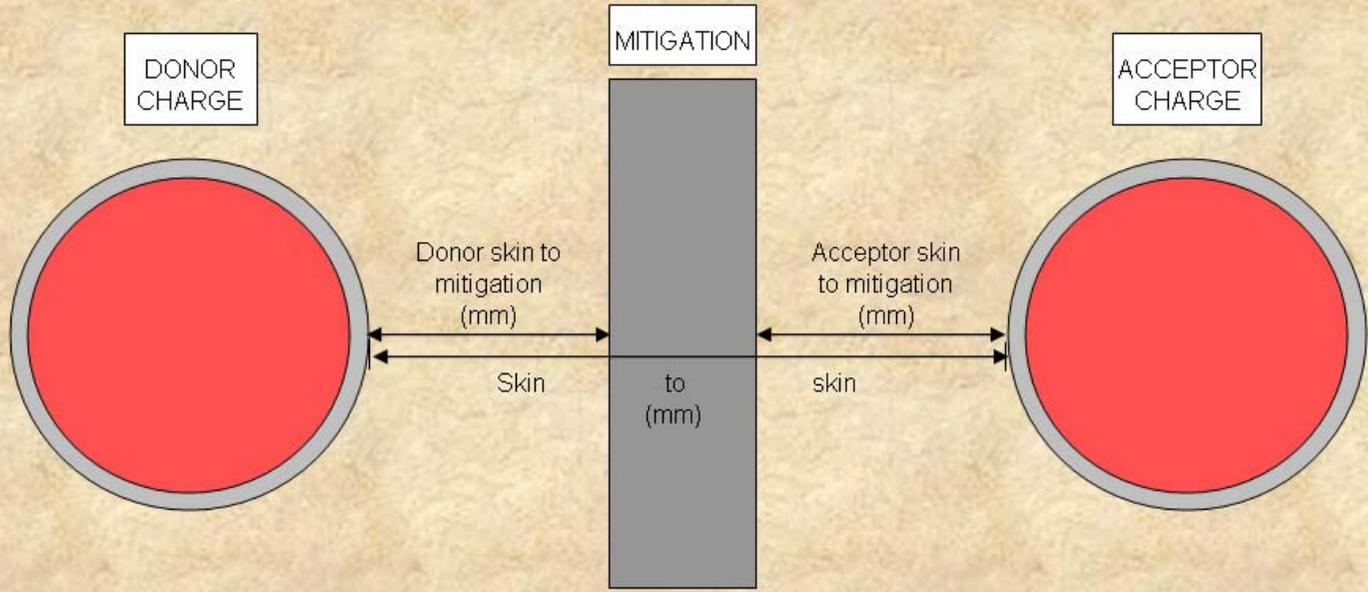 MITIGATION
DONOR
CHARGE
ACCEPTOR
CHARGE
Donor skin to
mitigation
(mm)
Acceptor skin
to mitigation
(mm)
Skin to skin
(mm)